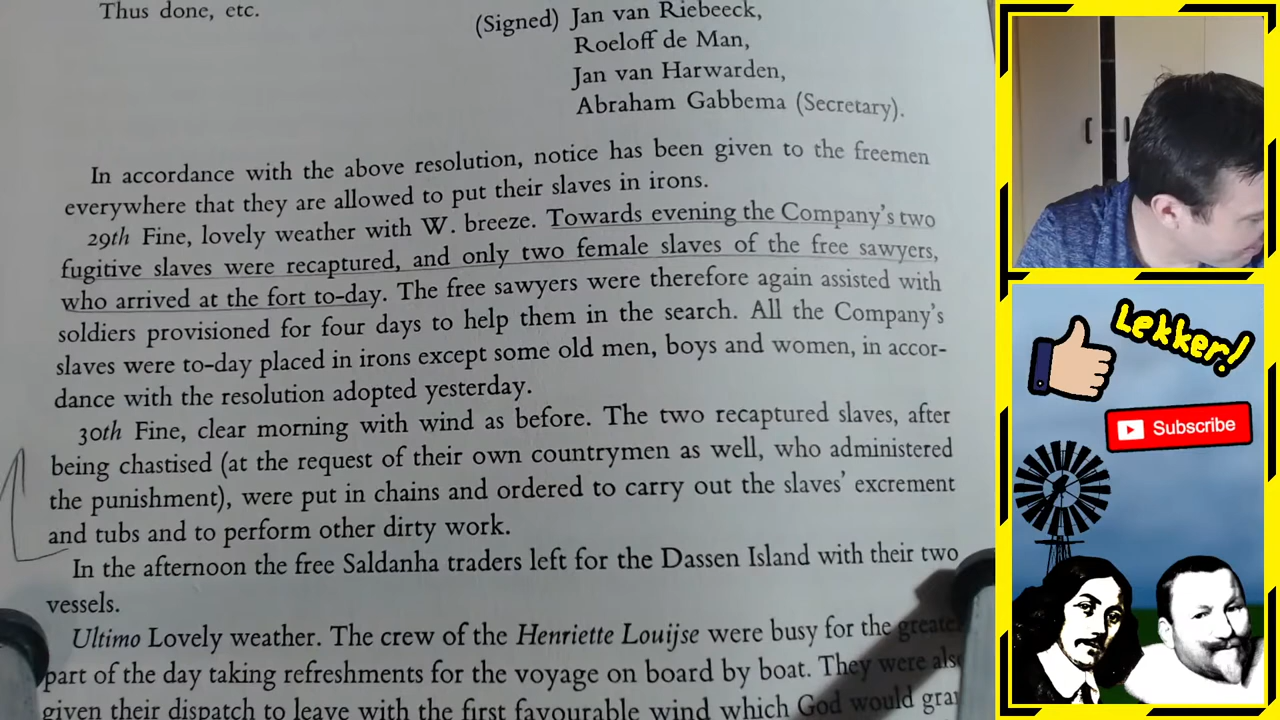 Thus done, etc.
(Signed) Jan van Riebeeck,
Roeloff de Man,
Jan van Harwarden,
Abraham Gabbema (Secretary).
In accordance with the above resolution, notice has been given to the freemen
everywhere that they are allowed to put their slaves in irons.
29th Fine, lovely weather with W. breeze. Towards evening the Company's two
fugitive slaves were recaptured, and only two female slaves of the free sawyers,
who arrived at the fort to-day. The free sawyers were therefore again assisted with
soldiers provisioned for four days to help them in the search. All the Company's
slaves were to-day placed in irons except some old men, boys and women, in accor-
dance with the resolution adopted yesterday.
30th Fine, clear morning with wind as before. The two recaptured slaves, after
being chastised (at the request of their own countrymen as well, who administered
the punishment), were put in chains and ordered to carry out the slaves' excrement
and tubs and to perform other dirty work.
In the afternoon the free Saldanha traders left for the Dassen Island with their two
vessels.
Ultimo Lovely weather. The crew of the Henriette Louijse were busy for the
part of the day taking refreshments for the voyage on board by boat. They were
given their dispatch to leave with the first favourable wind which God would
Lekker!
Subscribe